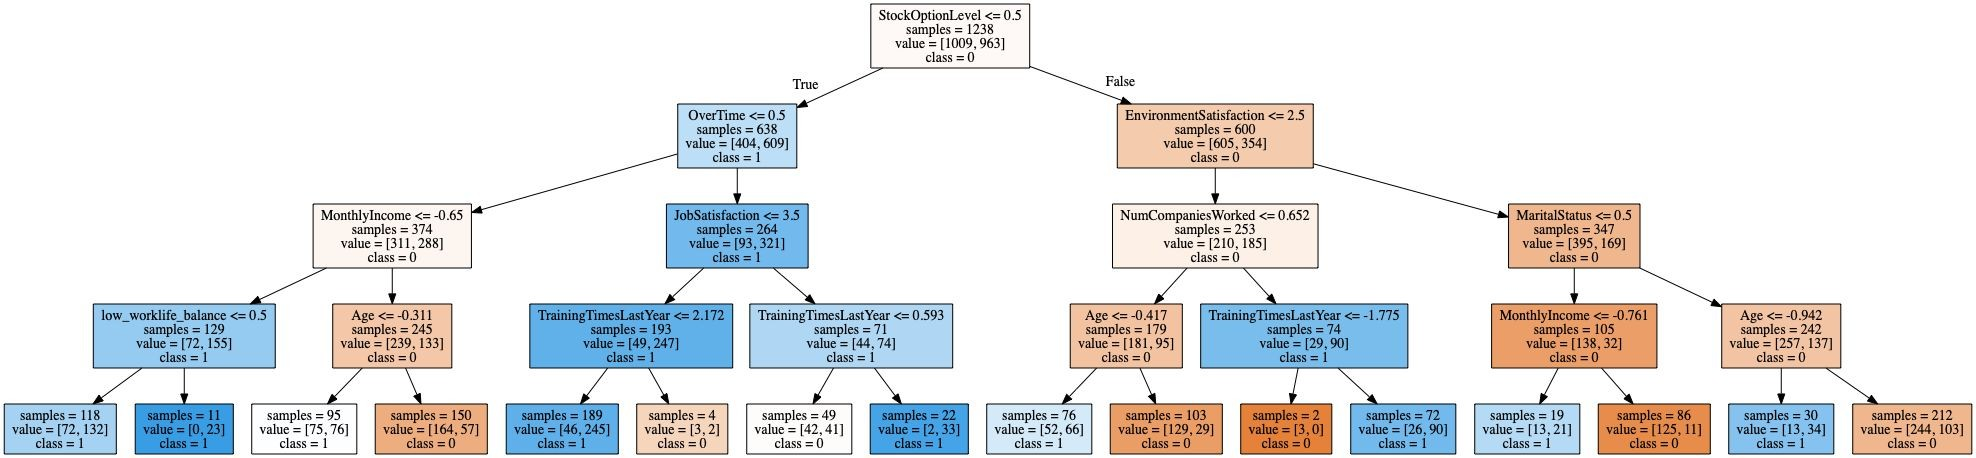 StockOptionLevel <= 0.5
samples = 1238
value = [1009, 963]
class = 0
True
False
OverTime <= 0.5
samples = 638
value = [404, 609]
class = 1
EnvironmentSatisfaction <= 2.5
samples = 600
value = [605, 354]
class = 0
MonthlyIncome <= -0.65
samples = 374
value = [311, 288]
class = 0
JobSatisfaction <= 3.5
samples = 264
value = [93, 321]
class = 1
NumCompaniesWorked <= 0.652
samples = 253
value = [210, 185]
class = 0
MaritalStatus <= 0.5
samples = 347
value = [395, 169]
class = 0
low_worklife_balance <= 0.5
samples = 129
value = [72, 155]
class = 1
Age <= -0.311
samples = 245
value = [239, 133]
class = 0
TrainingTimesLastYear <= 2.172
samples = 193
value = [49, 247]
class = 1
TrainingTimesLastYear <= 0.593
samples = 71
value = [44, 74]
class = 1
Age <= -0.417
samples = 179
value = [181, 95]
class = 0
TrainingTimesLastYear <= -1.775
samples = 74
value = [29, 90]
class = 1
MonthlyIncome <= -0.761
samples = 105
value = [138, 32]
class = 0
Age <= -0.942
samples = 242
value = [257, 137]
class = 0
samples = 118
value = [72, 132]
class = 1
samples = 11
value = [0, 23]
class = 1
samples = 95
value = [75, 76]
class = 1
samples = 150
value = [164, 57]
class = 0
samples = 189
value = [46, 245]
class = 1
samples = 4
value = [3, 2]
class = 0
samples = 49
value = [42, 41]
class = 0
samples = 22
value = [2, 33]
class = 1
samples = 76
value = [52, 66]
class = 1
samples = 103
value = [129, 29]
class = 0
samples = 2
value = [3, 0]
class = 0
samples = 72
value = [26, 90]
class = 1
samples = 19
value = [13, 21]
class = 1
samples = 86
value = [125, 11]
class = 0
samples = 30
value = [13, 34]
class = 1
samples = 212
value = [244, 103]
class = 0